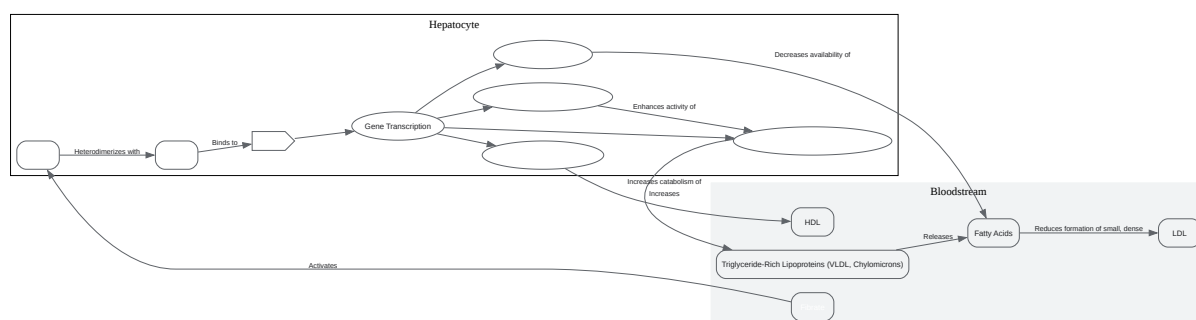 Hepatocyte
Decreases availability of
Enhances activity of
Gene Transcription
Binds to
Heterodimerizes with
Increases catabolism of
Increases
Bloodstream
HDL
Releases
Fatty Acids
Reduces formation of small, dense
LDL
Triglyceride-Rich Lipoproteins (VLDL, Chylomicrons)
Activates